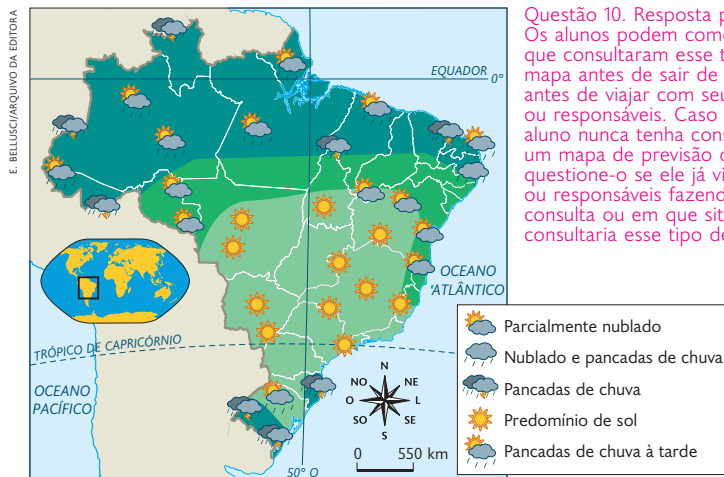 E. BELLUSCI/ARQUIVO DA EDITORA
EQUADOR
0°
OCEANO
ATLÂNTICO
TRÓPICO DE CAPRICÓRNIO
OCEANO
PACÍFICO
N
NO NE
O L
SO SE
S
0 550 km
50° O
Questão 10. Resposta p
Os alunos podem come
que consultaram esse t
mapa antes de sair de
antes de viajar com seu
ou responsáveis. Caso
aluno nunca tenha cons
um mapa de previsão d
questione-o se ele já vi
ou responsáveis fazend
consulta ou em que sit
consultaria esse tipo de
Parcialmente nublado
Nublado e pancadas de chuva
Pancadas de chuva
Predomínio de sol
Pancadas de chuva à tarde